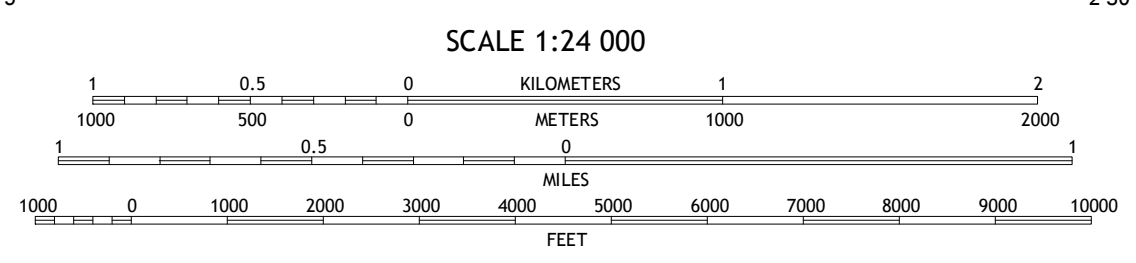 SCALE 1:24 000
1 0.5 0 KILOMETERS 1 2
1000 500 0 METERS 1000 2000
1 0.5 0 1
MILES
1000 0 1000 2000 3000 4000 5000 6000 7000 8000 9000 10000
FEET